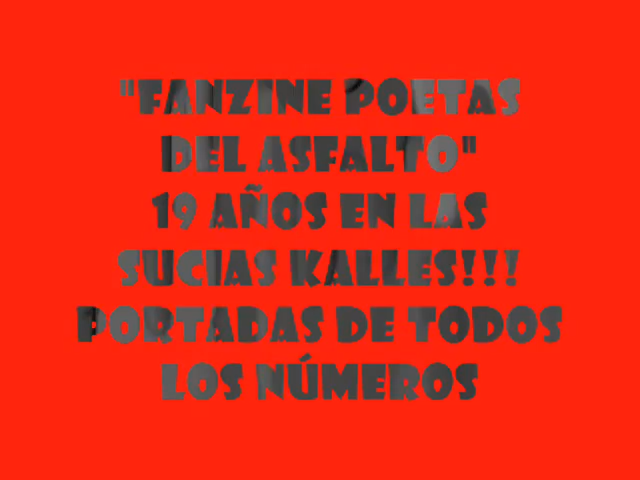 "FANZINE POETAS
DEL ASFALTO"
19 AÑOS EN LAS
SUCIAS KALLES!!!
PORTADAS DE TODOS
LOS NÚMEROS